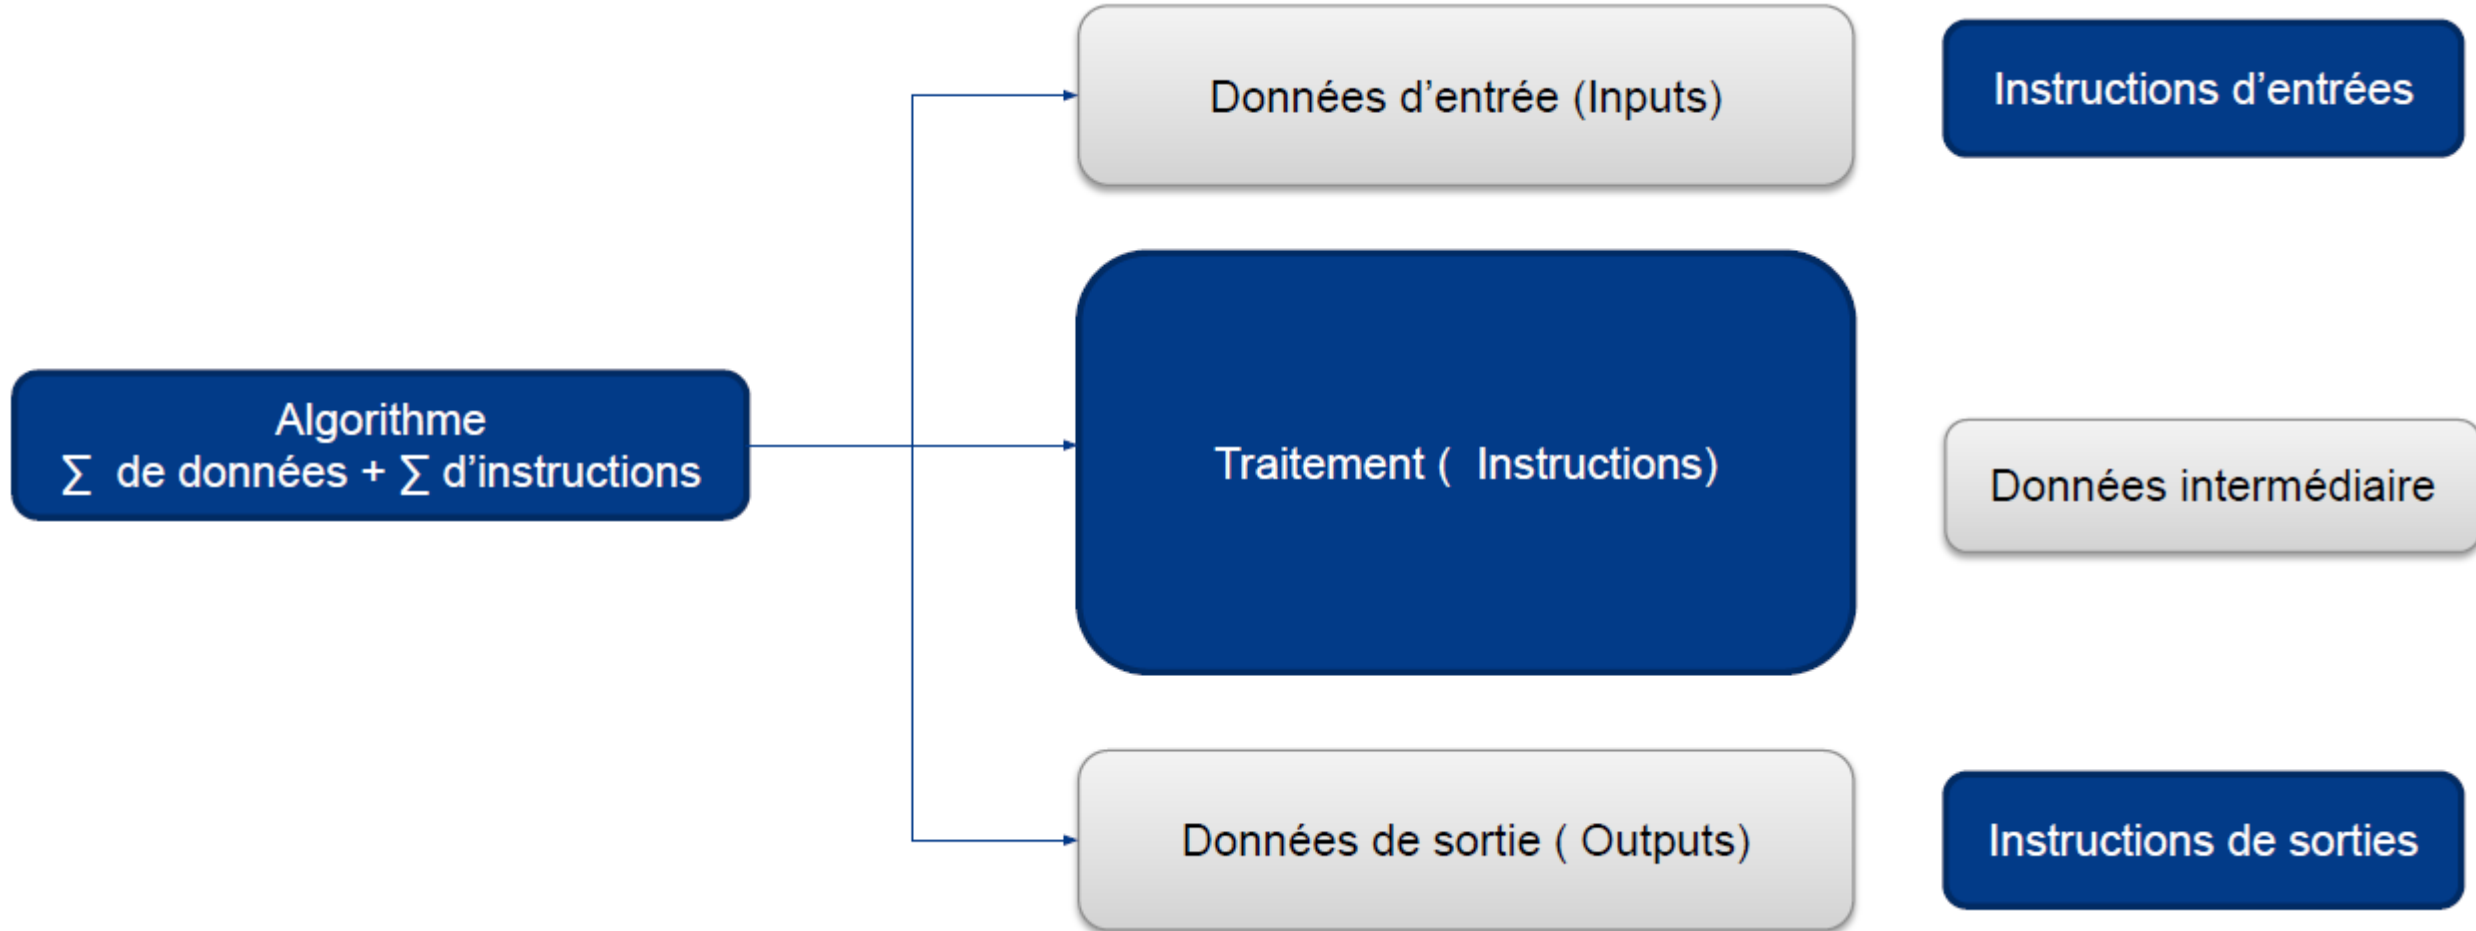 Données d'entrée (Inputs)
Instructions d'entrées
Algorithme
∑ de données + ∑ d'instructions
Traitement ( Instructions)
Données intermédiaire
Données de sortie ( Outputs)
Instructions de sorties